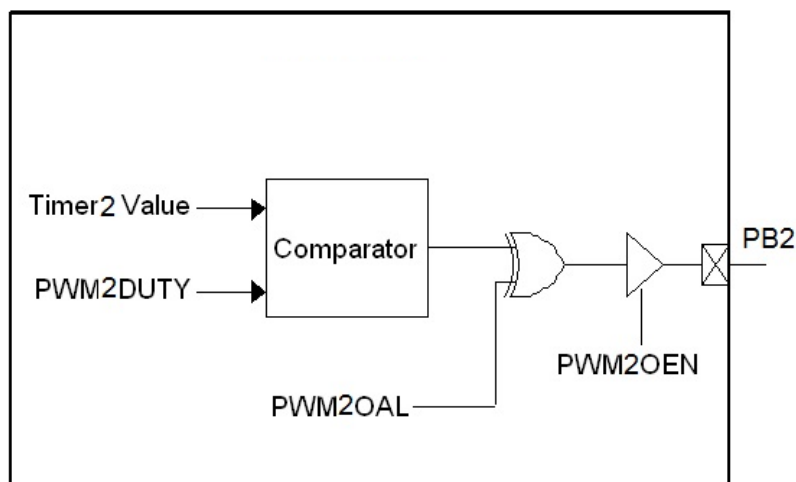 Timer2 Value
PWM2DUTY
Comparator
PWM2OAL
PWM2OEN
PB2